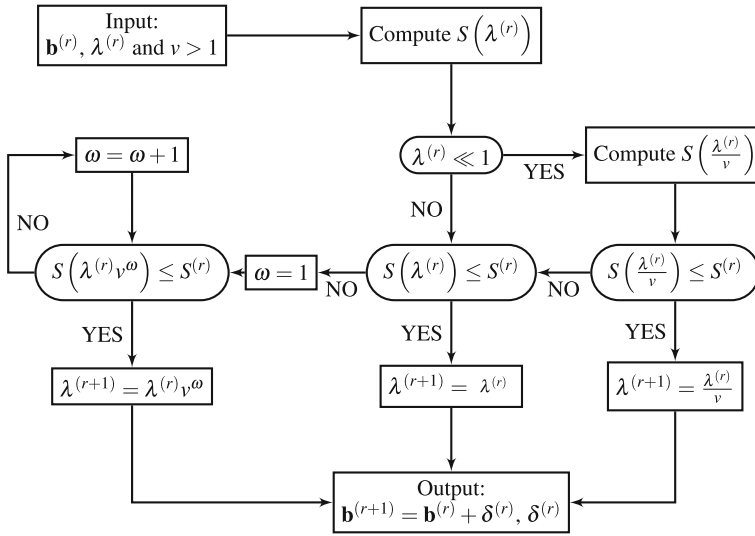 Input:
𝐛⁽ʳ⁾, λ⁽ʳ⁾ and ν > 1
Compute S(λ⁽ʳ⁾)
ω = ω + 1
λ⁽ʳ⁾ ≪ 1
YES
Compute S(λ⁽ʳ⁾/ν)
NO
NO
S(λ⁽ʳ⁾ν^ω) ≤ S⁽ʳ⁾
ω = 1
NO
S(λ⁽ʳ⁾) ≤ S⁽ʳ⁾
NO
S(λ⁽ʳ⁾/ν) ≤ S⁽ʳ⁾
YES
YES
YES
λ⁽ʳ⁺¹⁾ = λ⁽ʳ⁾ν^ω
λ⁽ʳ⁺¹⁾ = λ⁽ʳ⁾
λ⁽ʳ⁺¹⁾ = λ⁽ʳ⁾/ν
Output:
𝐛⁽ʳ⁺¹⁾ = 𝐛⁽ʳ⁾ + δ⁽ʳ⁾, δ⁽ʳ⁾